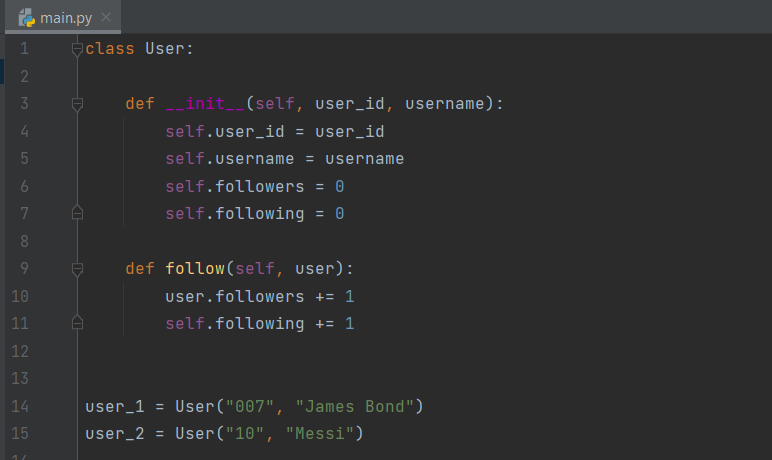 main.py
1 class User:
2
3     def __init__(self, user_id, username):
4         self.user_id = user_id
5         self.username = username
6         self.followers = 0
7         self.following = 0
8
9     def follow(self, user):
10         user.followers += 1
11         self.following += 1
12
13
14 user_1 = User("007", "James Bond")
15 user_2 = User("10", "Messi")